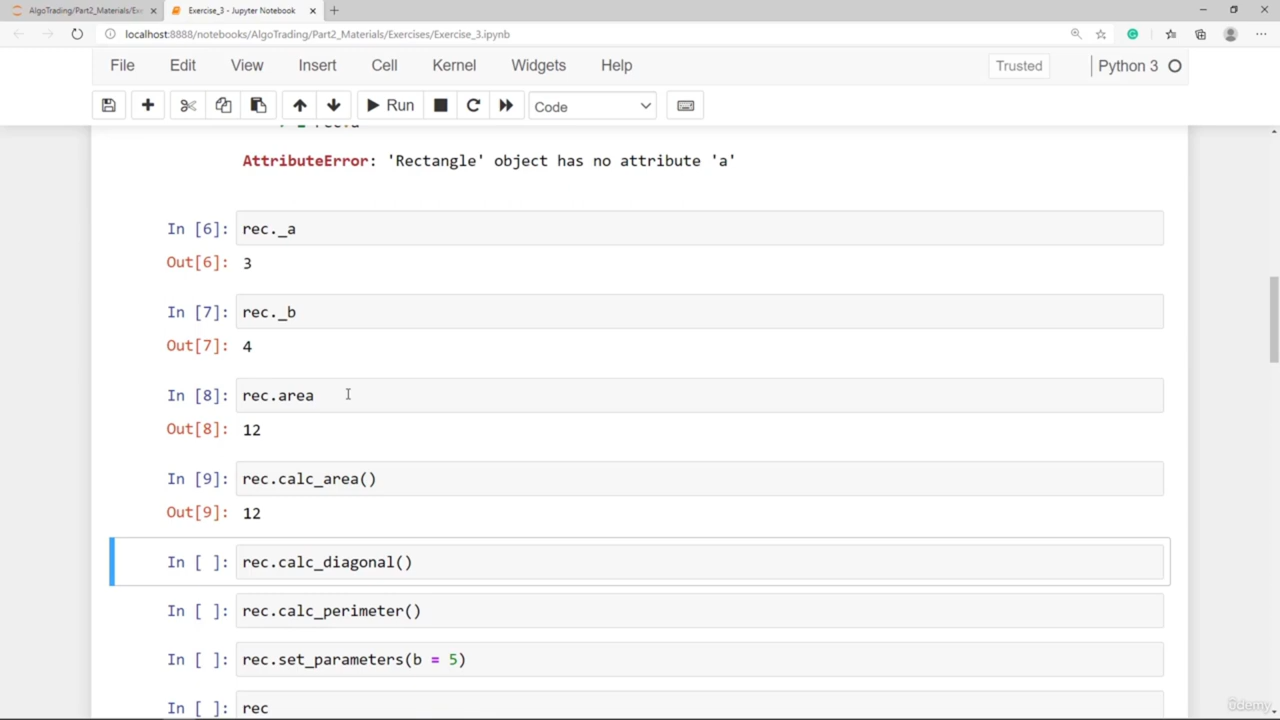 AlgoTrading/Part2_Materials/Exe
Exercise_3 - Jupyter Notebook
localhost:8888/notebooks/AlgoTrading/Part2_Materials/Exercises/Exercise_3.ipynb
File Edit View Insert Cell Kernel Widgets Help Trusted Python 3
Run Code
AttributeError: 'Rectangle' object has no attribute 'a'
In [6]: rec._a
Out[6]: 3
In [7]: rec._b
Out[7]: 4
In [8]: rec.area
Out[8]: 12
In [9]: rec.calc_area()
Out[9]: 12
In [ ]: rec.calc_diagonal()
In [ ]: rec.calc_perimeter()
In [ ]: rec.set_parameters(b = 5)
In [ ]: rec
ûdemy